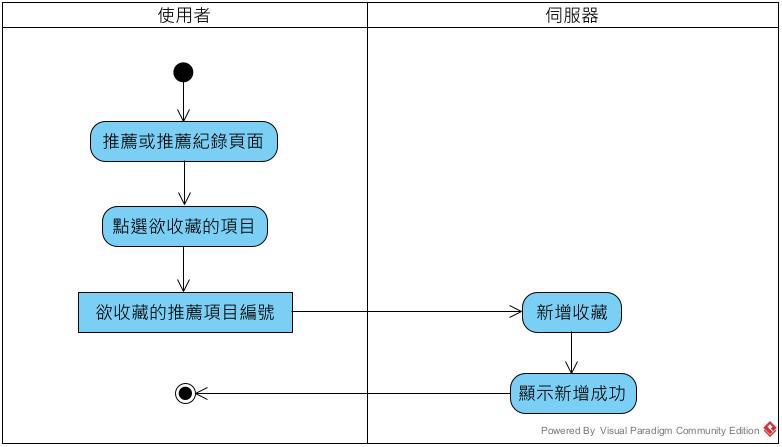 使用者
伺服器
推薦或推薦紀錄頁面
點選欲收藏的項目
欲收藏的推薦項目編號
新增收藏
顯示新增成功
Powered By Visual Paradigm Community Edition